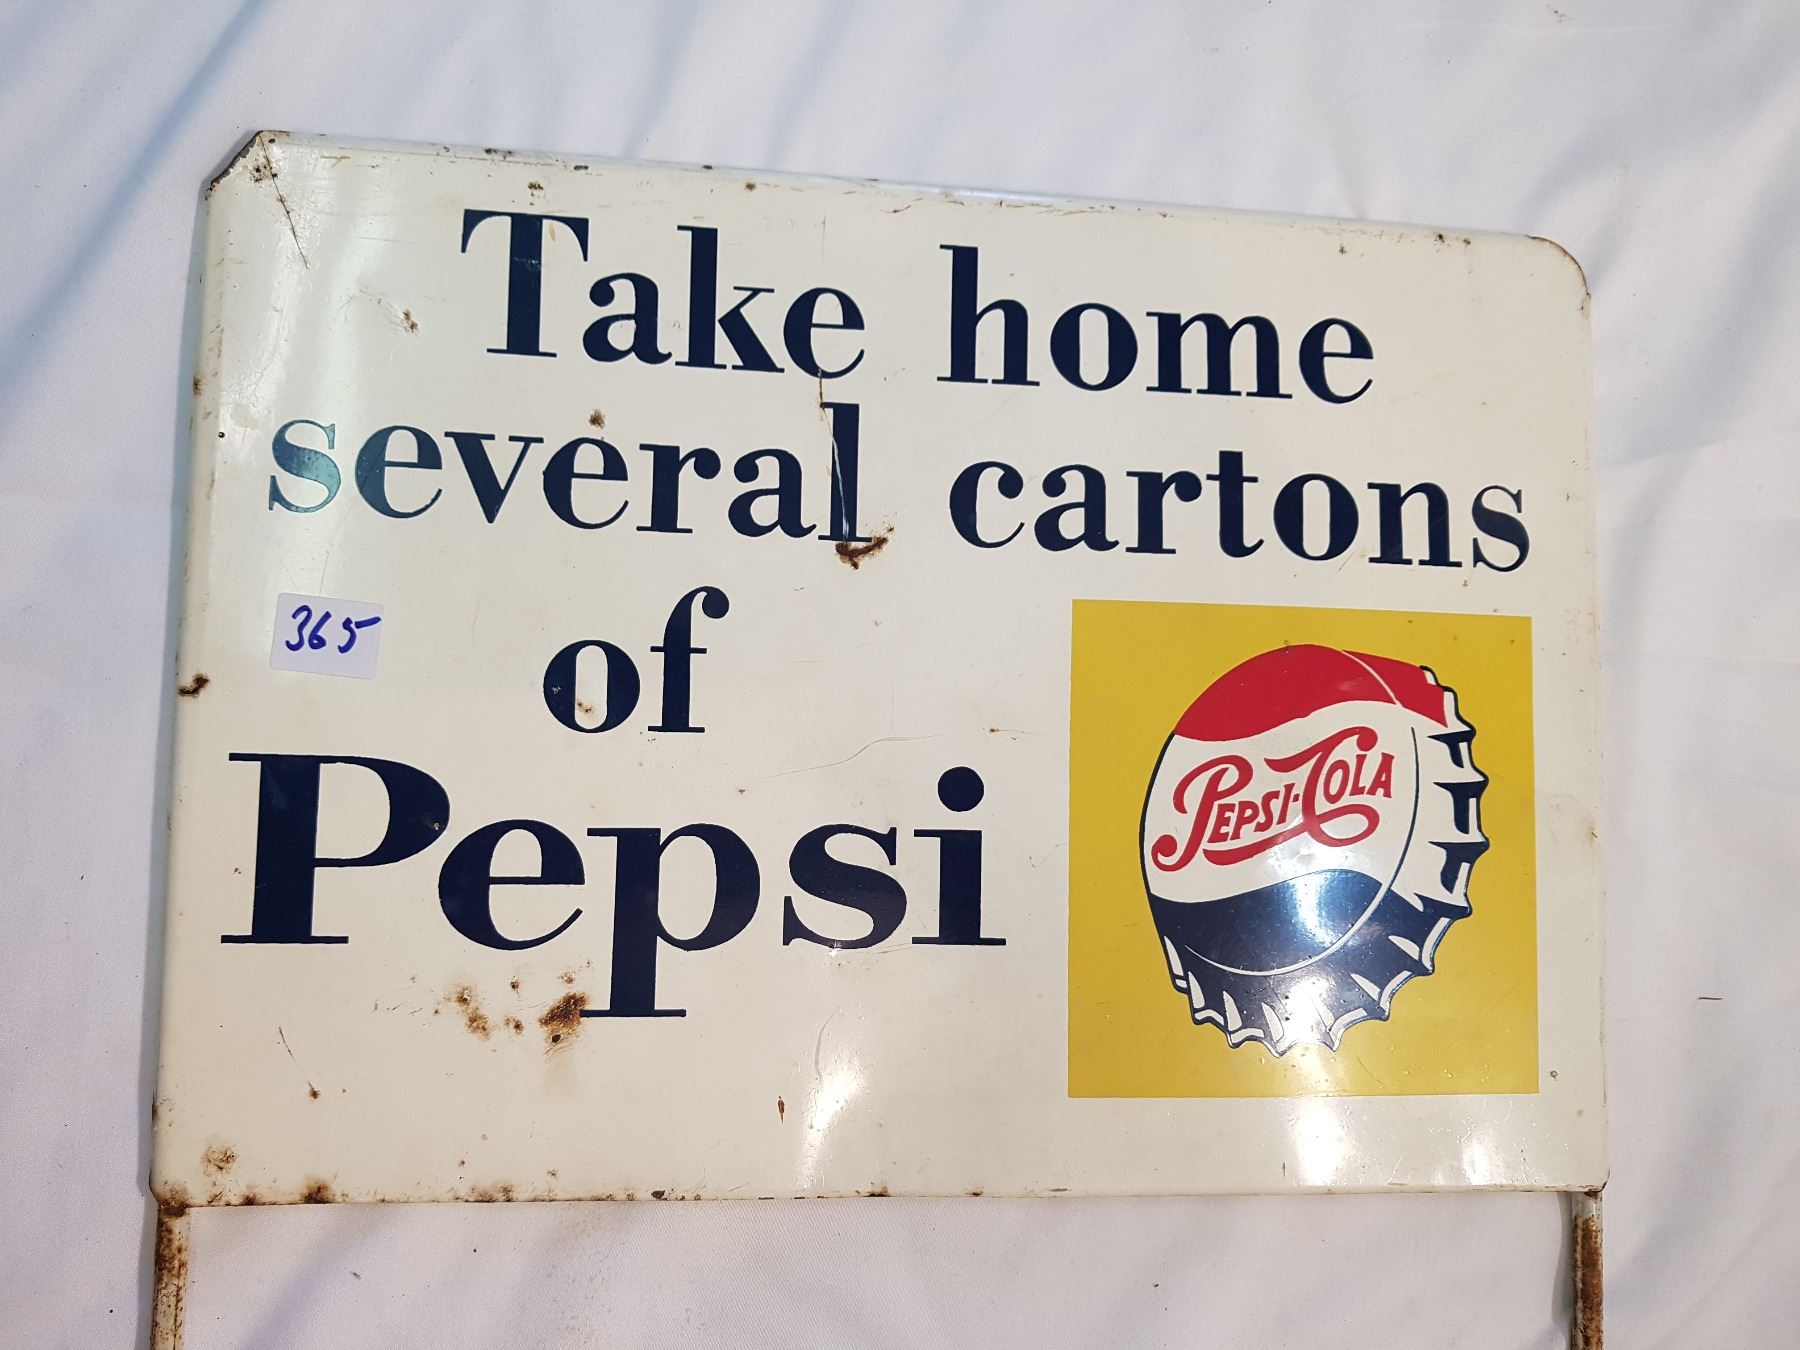 Take home
several cartons
of
365
Pepsi
PEPSI-COLA